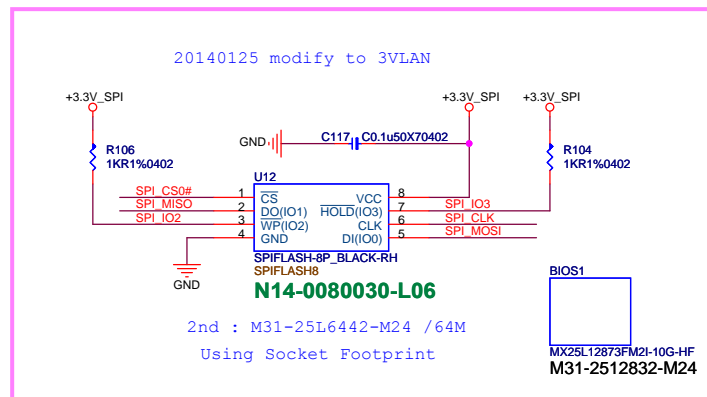 20140125 modify to 3VLAN
+3.3V_SPI
+3.3V_SPI
+3.3V_SPI
R106
1KR1%0402
GND
C117
C0.1u50X70402
R104
1KR1%0402
U12
SPI_CS0#
1
CS
VCC
8
SPI_MISO
2
DO(IO1)
HOLD(IO3)
7
SPI_IO3
SPI_IO2
3
WP(IO2)
CLK
6
SPI_CLK
4
GND
DI(IO0)
5
SPI_MOSI
SPIFLASH-8P_BLACK-RH
SPIFLASH8
GND
N14-0080030-L06
2nd : M31-25L6442-M24 /64M
Using Socket Footprint
BIOS1
MX25L12873FM2I-10G-HF
M31-2512832-M24